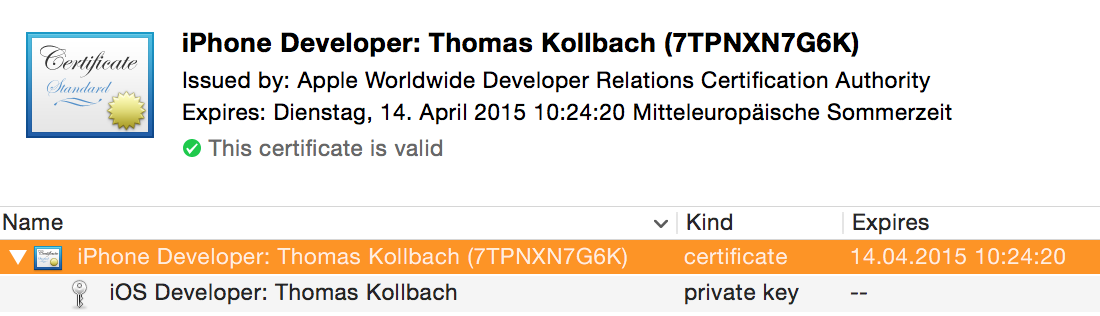 Certificate
Standard
iPhone Developer: Thomas Kollbach (7TPNXN7G6K)
Issued by: Apple Worldwide Developer Relations Certification Authority
Expires: Dienstag, 14. April 2015 10:24:20 Mitteleuropäische Sommerzeit
This certificate is valid
Name Kind Expires
iPhone Developer: Thomas Kollbach (7TPNXN7G6K) certificate 14.04.2015 10:24:20
iOS Developer: Thomas Kollbach private key --